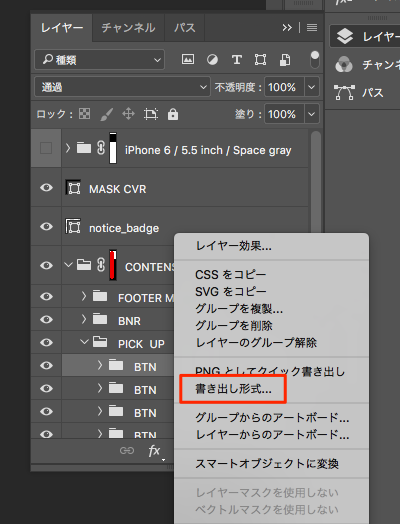 レイヤー チャンネル パス
種類
通過 不透明度: 100%
ロック: 塗り: 100%
iPhone 6 / 5.5 inch / Space gray
MASK CVR
notice_badge
CONTENS
FOOTER M
BNR
PICK_UP
BTN
BTN
BTN
BTN
fx
レイヤー効果...
CSS をコピー
SVG をコピー
グループを複製...
グループを削除
レイヤーのグループ解除
PNG としてクイック書き出し
書き出し形式...
グループからのアートボード...
レイヤーからのアートボード...
スマートオブジェクトに変換
レイヤーマスクを使用しない
ベクトルマスクを使用しない
レイヤー
チャンネ
パス